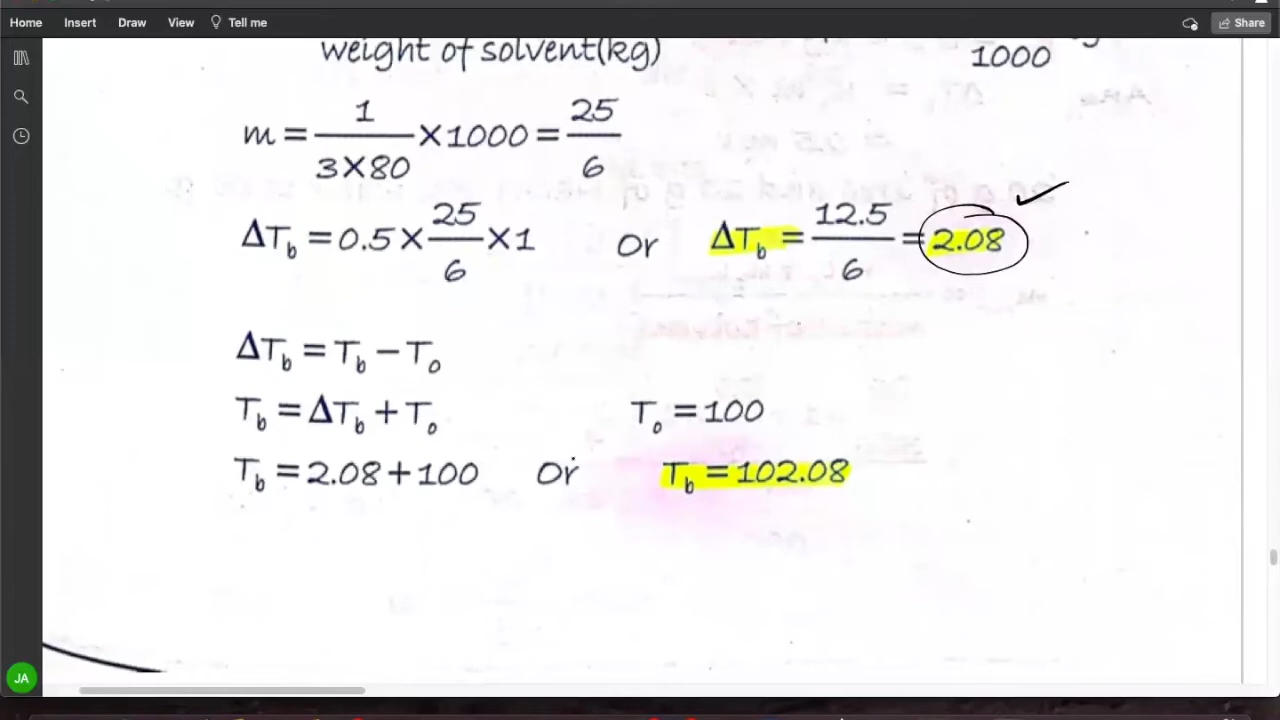 Home Insert Draw View Tell me Share
weight of solvent(kg) 1000
m = 1/(3×80) ×1000 = 25/6
ΔT_b = 0.5 × 25/6 × 1 Or ΔT_b = 12.5/6 = 2.08
ΔT_b = T_b − T_o
T_b = ΔT_b + T_o T_o = 100
T_b = 2.08 + 100 Or T_b = 102.08
JA